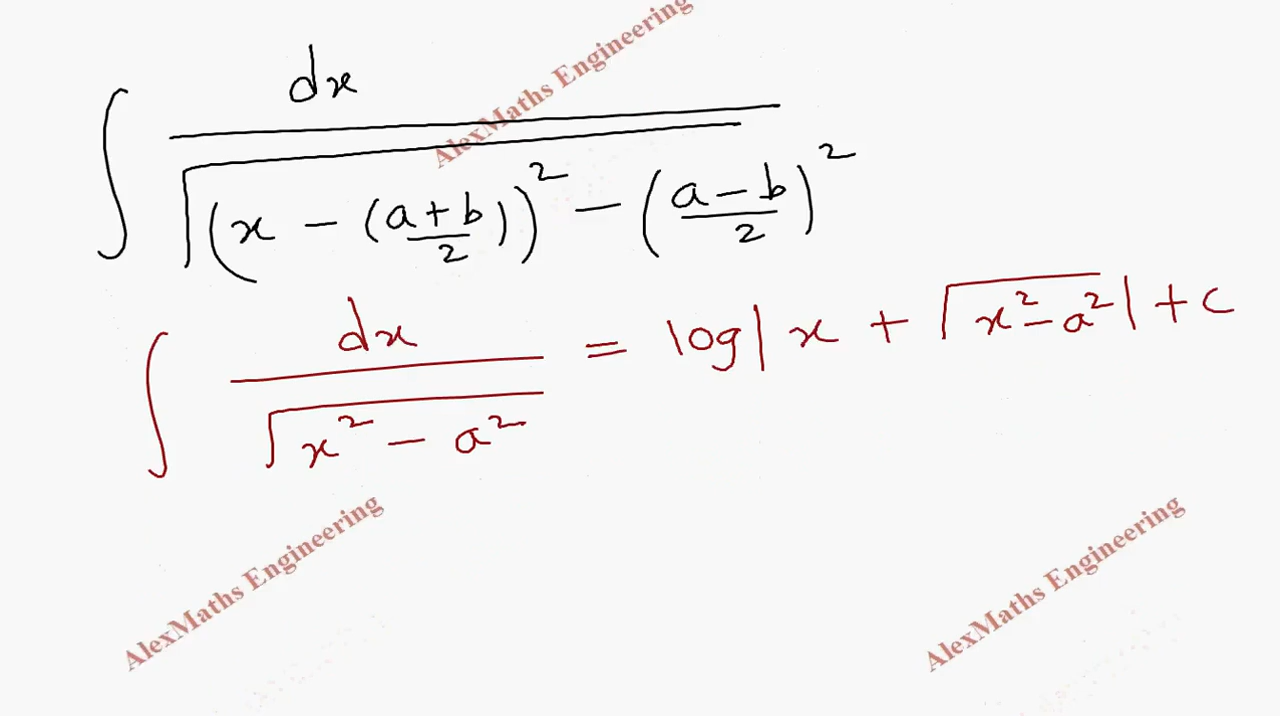 AlexMaths Engineering
∫ dx / √((x − (a+b)/2)² − ((a−b)/2)²)
∫ dx / √(x² − a²) = log|x + √(x²−a²)| + c
AlexMaths Engineering
AlexMaths Engineering